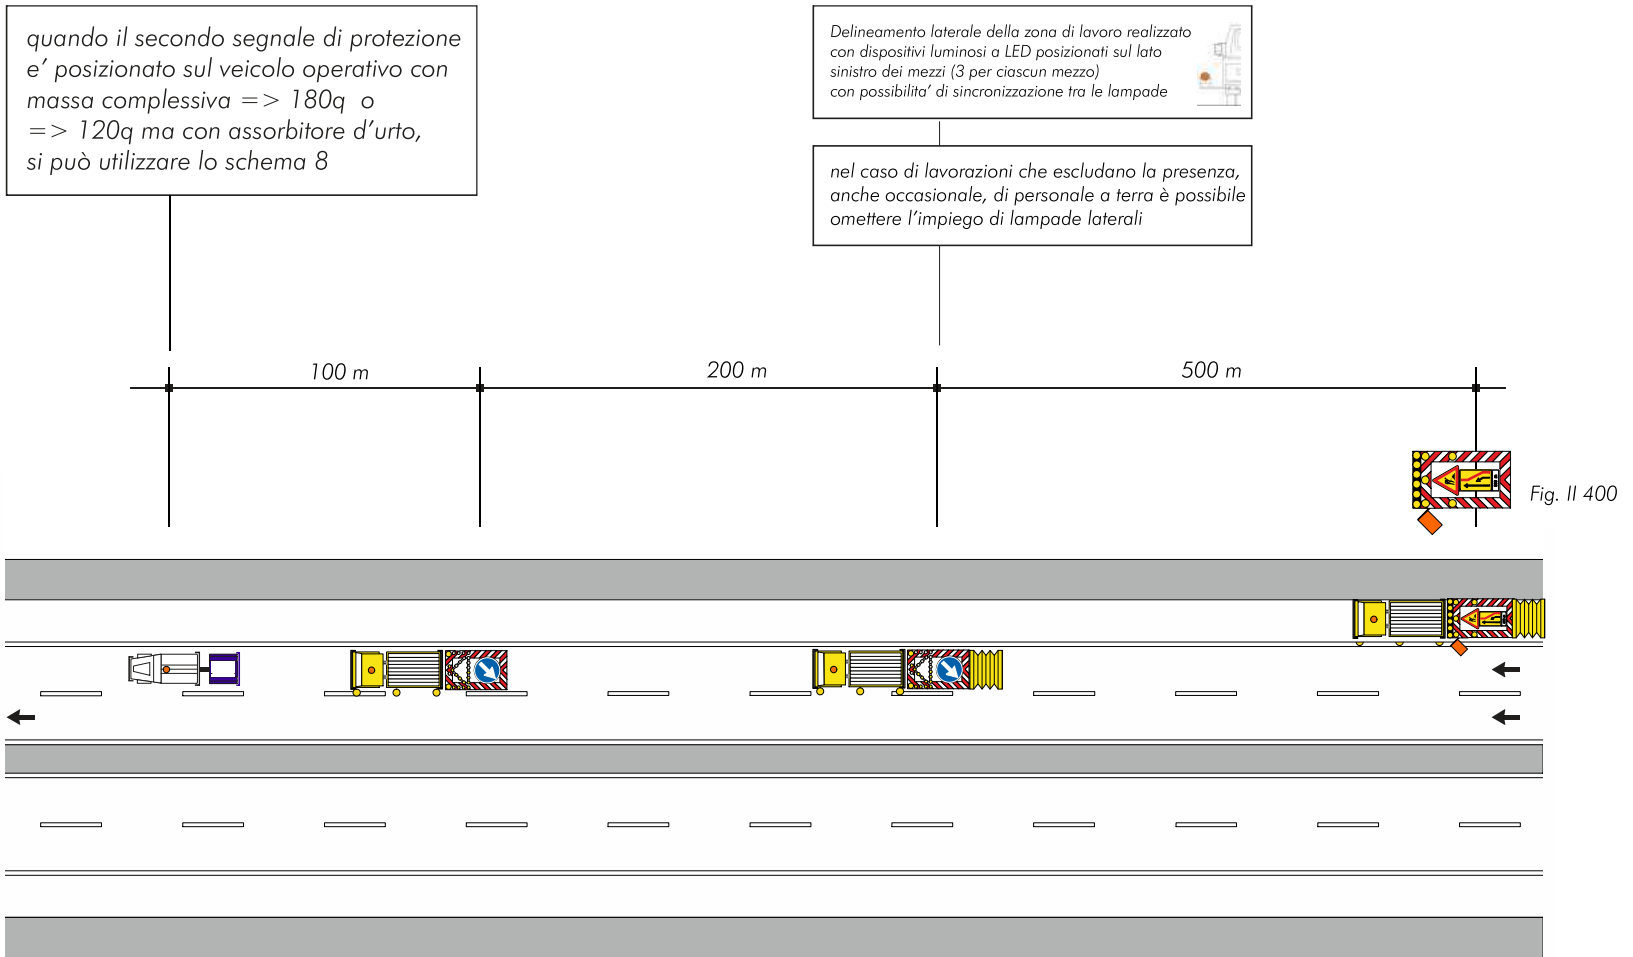 quando il secondo segnale di protezione
e' posizionato sul veicolo operativo con
massa complessiva => 180q o
=> 120q ma con assorbitore d'urto,
si può utilizzare lo schema 8
Delineamento laterale della zona di lavoro realizzato
con dispositivi luminosi a LED posizionati sul lato
sinistro dei mezzi (3 per ciascun mezzo)
con possibilita' di sincronizzazione tra le lampade
nel caso di lavorazioni che escludano la presenza,
anche occasionale, di personale a terra è possibile
omettere l'impiego di lampade laterali
100 m
200 m
500 m
Fig. II 400